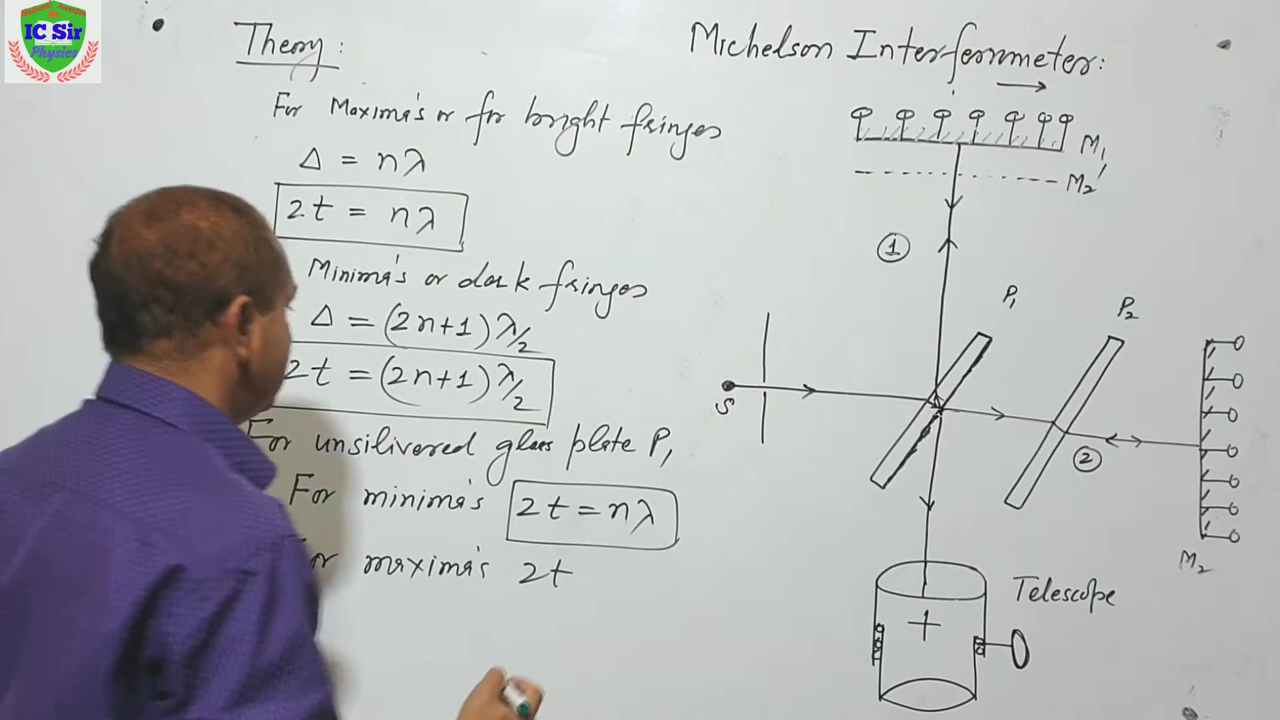 IC Sir
Physics
Theory:
For Maxima's or for bright fringes
Δ = nλ
2t = nλ
Minima's or dark fringes
Δ = (2n+1) λ/2
2t = (2n+1) λ/2
For unsilivered glass plate P₁
For minima's 2t = nλ
For maxima's 2t
Michelson Interferometer:
M₁
M₂'
1
P₁
P₂
S
2
M₂
Telescope